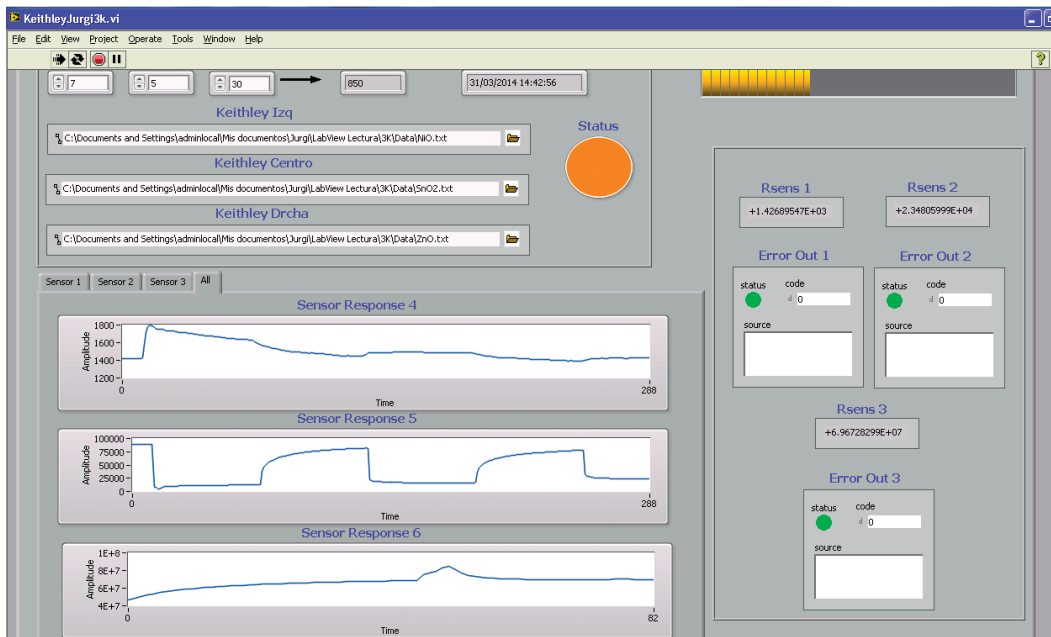 KeithleyJurgi3k.vi
File Edit View Project Operate Tools Window Help
7 5 30 850 31/03/2014 14:42:56
Keithley Izq
C:\Documents and Settings\adminlocal\Mis documentos\Jurgi\LabView Lectura\3K\Data\NiO.txt
Status
Keithley Centro
C:\Documents and Settings\adminlocal\Mis documentos\Jurgi\LabView Lectura\3K\Data\SnO2.txt
Keithley Drcha
C:\Documents and Settings\adminlocal\Mis documentos\Jurgi\LabView Lectura\3K\Data\ZnO.txt
Sensor 1 Sensor 2 Sensor 3 All
Sensor Response 4
Amplitude
1800
1600
1400
1200
0 288
Time
Sensor Response 5
Amplitude
100000
75000
50000
25000
0
0 288
Time
Sensor Response 6
Amplitude
1E+8
8E+7
6E+7
4E+7
0 82
Time
Rsens 1 Rsens 2
+1.42689547E+03 +2.34805999E+04
Error Out 1 Error Out 2
status code status code
d 0 d 0
source source
Rsens 3
+6.96728299E+07
Error Out 3
status code
d 0
source